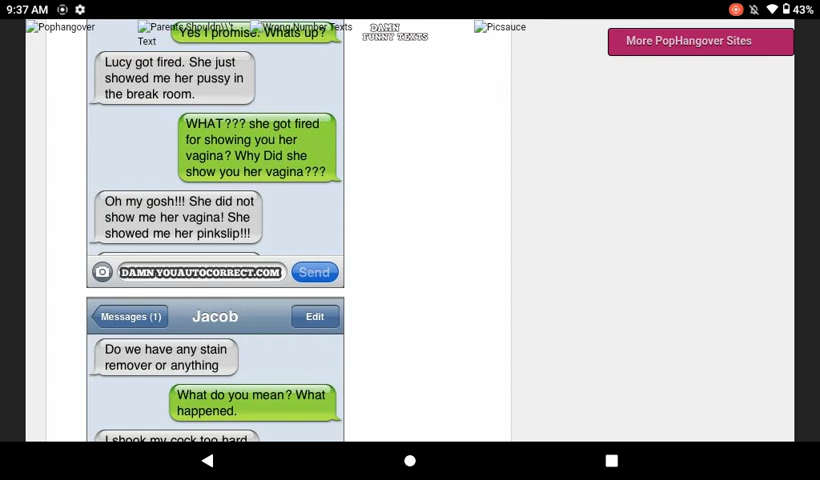 9:37 AM
43%
Pophangover
Parents Shouldn\\'t
Text
Wrong Number Texts
DAMN
FUNNY TEXTS
Picsauce
More PopHangover Sites
Yes I promise. Whats up?
Lucy got fired. She just
showed me her pussy in
the break room.
WHAT??? she got fired
for showing you her
vagina? Why Did she
show you her vagina???
Oh my gosh!!! She did not
show me her vagina! She
showed me her pinkslip!!!
DAMNYOUAUTOCORRECT.COM
Send
Messages (1)
Jacob
Edit
Do we have any stain
remover or anything
What do you mean? What
happened.
I shook my cock too hard